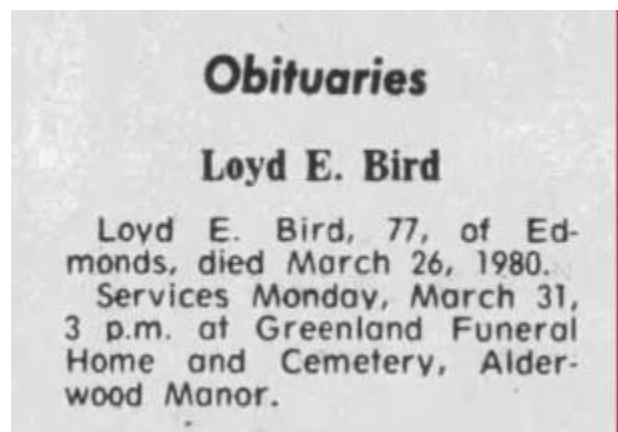 Obituaries
Loyd E. Bird
Loyd E. Bird, 77, of Ed-
monds, died March 26, 1980.
Services Monday, March 31,
3 p.m. at Greenland Funeral
Home and Cemetery, Alder-
wood Manor.